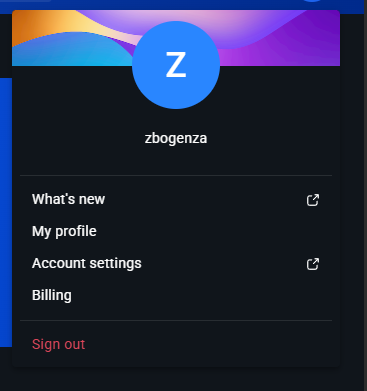 Z
zbogenza
What's new
My profile
Account settings
Billing
Sign out